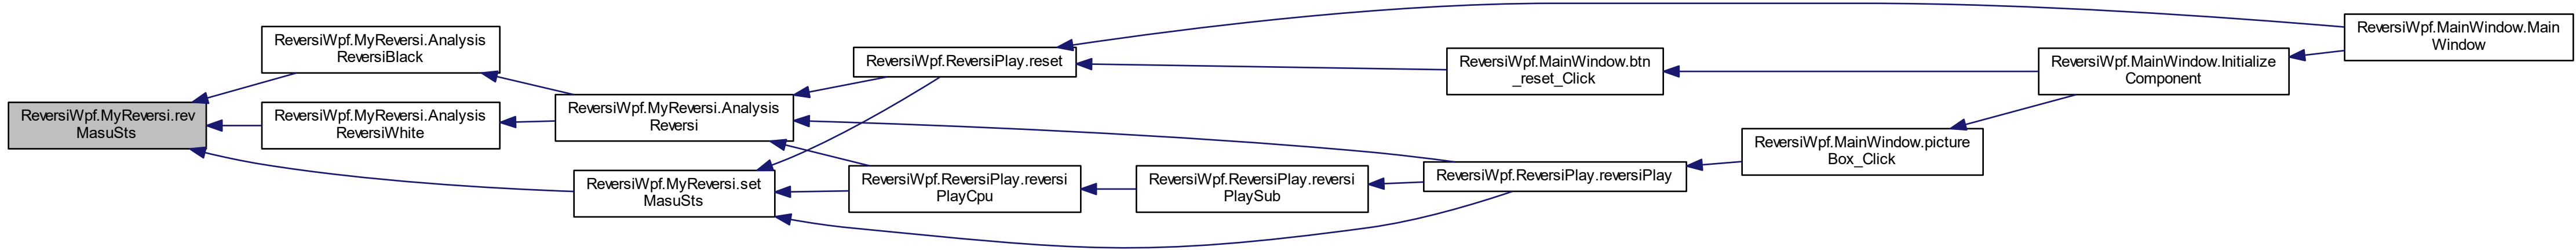 ReversiWpf.MyReversi.rev
MasuSts
ReversiWpf.MyReversi.Analysis
ReversiBlack
ReversiWpf.MyReversi.Analysis
ReversiWhite
ReversiWpf.MyReversi.Analysis
Reversi
ReversiWpf.MyReversi.set
MasuSts
ReversiWpf.ReversiPlay.reset
ReversiWpf.ReversiPlay.reversi
PlayCpu
ReversiWpf.ReversiPlay.reversi
PlaySub
ReversiWpf.MainWindow.btn
_reset_Click
ReversiWpf.ReversiPlay.reversiPlay
ReversiWpf.MainWindow.picture
Box_Click
ReversiWpf.MainWindow.Initialize
Component
ReversiWpf.MainWindow.Main
Window